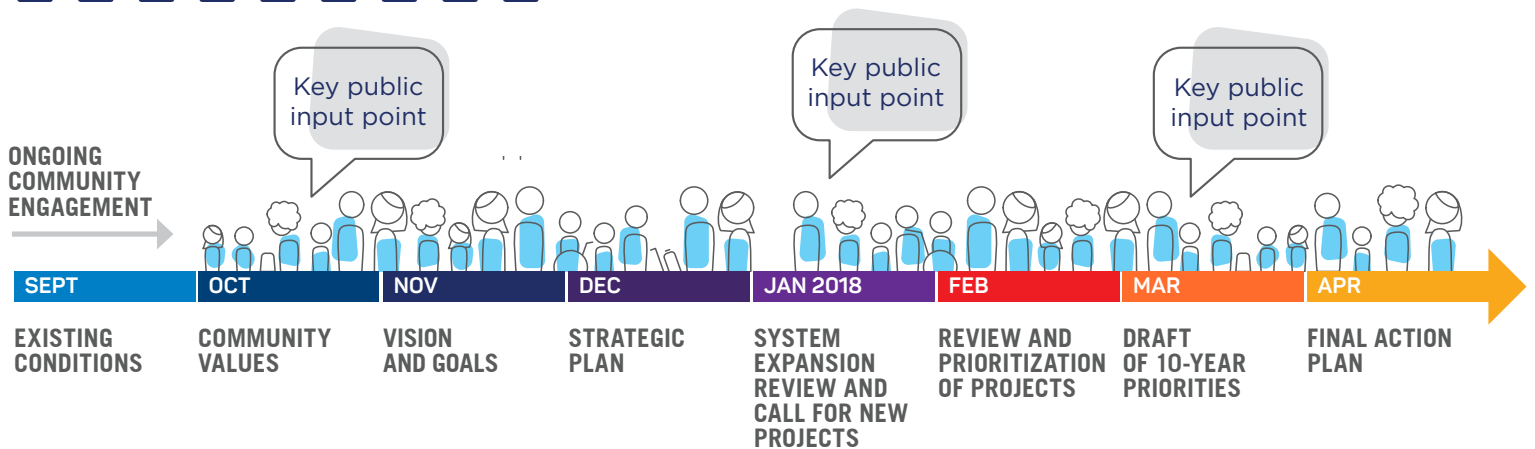 Key public
input point
Key public
input point
Key public
input point
ONGOING
COMMUNITY
ENGAGEMENT
SEPT
OCT
NOV
DEC
JAN 2018
FEB
MAR
APR
EXISTING
CONDITIONS
COMMUNITY
VALUES
VISION
AND GOALS
STRATEGIC
PLAN
SYSTEM
EXPANSION
REVIEW AND
CALL FOR NEW
PROJECTS
REVIEW AND
PRIORITIZATION
OF PROJECTS
DRAFT
OF 10-YEAR
PRIORITIES
FINAL ACTION
PLAN